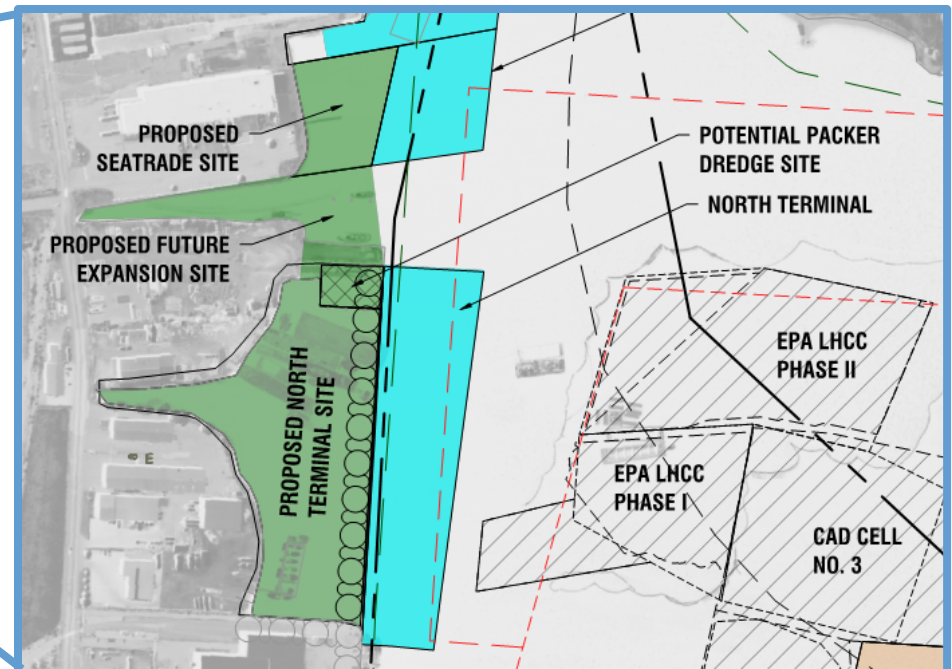 PROPOSED
SEATRADE SITE
POTENTIAL PACKER
DREDGE SITE
NORTH TERMINAL
PROPOSED FUTURE
EXPANSION SITE
PROPOSED NORTH
TERMINAL SITE
EPA LHCC
PHASE II
EPA LHCC
PHASE I
CAD CELL
NO. 3